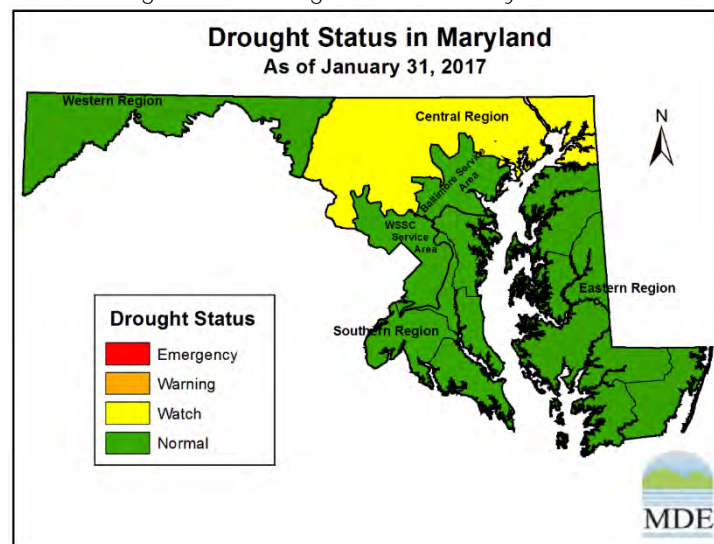 Drought Status in Maryland
As of January 31, 2017
Western Region
Central Region
N
Baltimore Service
Area
WSSC
Service
Area
Eastern Region
Southern Region
Drought Status
Emergency
Warning
Watch
Normal
MDE